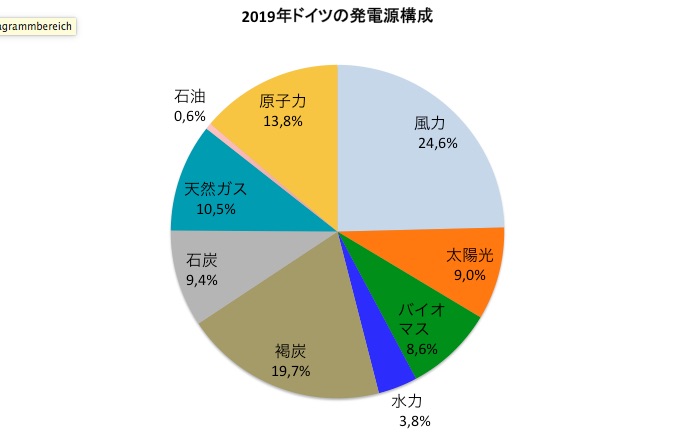 2019年ドイツの発電源構成
agrammbereich
風力
24,6%
太陽光
9,0%
バイオ
マス
8,6%
水力
3,8%
褐炭
19,7%
石炭
9,4%
天然ガス
10,5%
石油
0,6%
原子力
13,8%